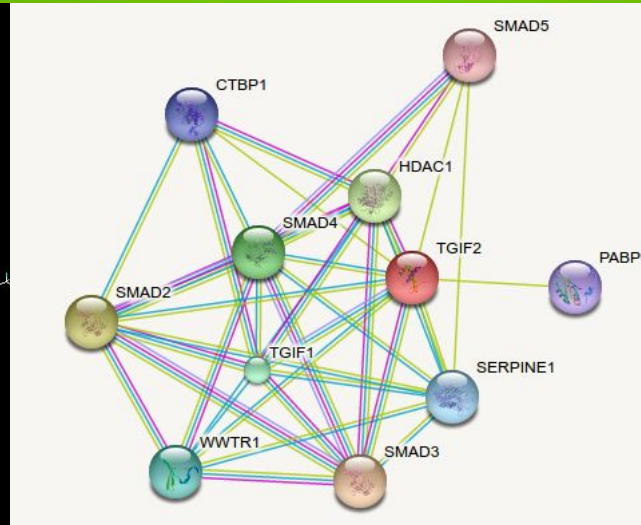 SMAD5
CTBP1
HDAC1
SMAD4
TGIF2
PABP
SMAD2
TGIF1
SERPINE1
WWTR1
SMAD3